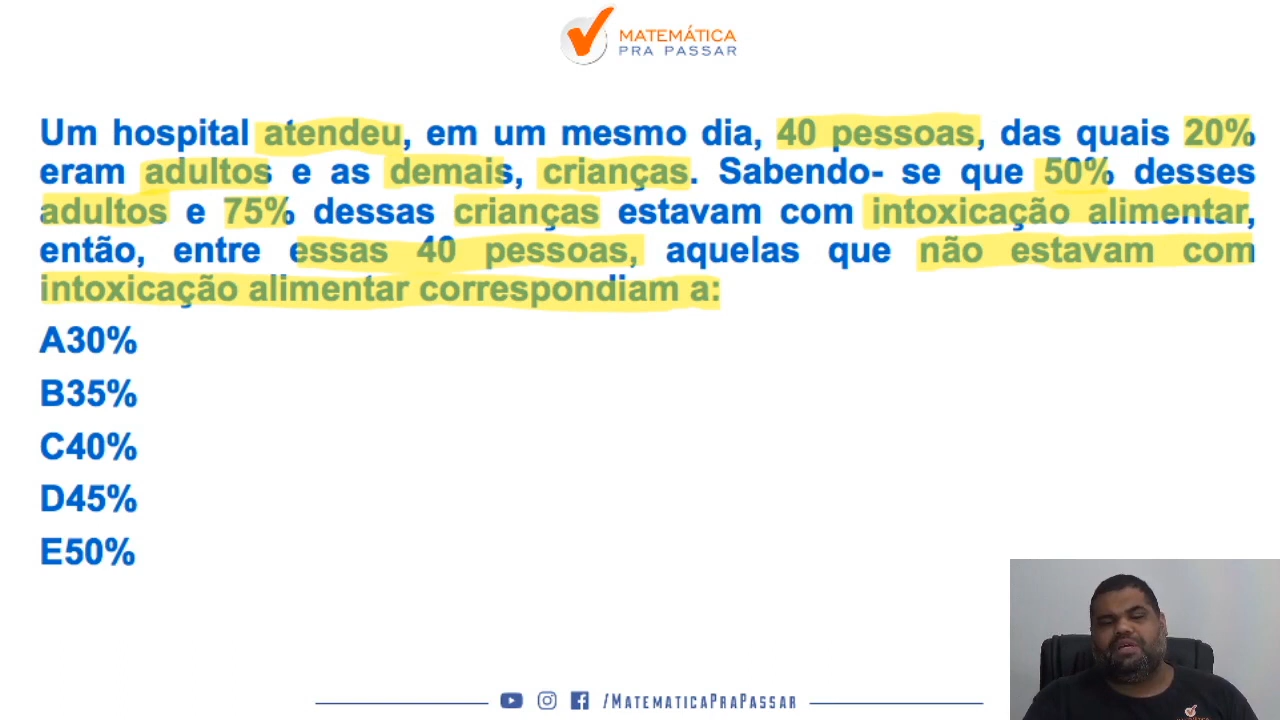 MATEMÁTICA
PRA PASSAR
Um hospital atendeu, em um mesmo dia, 40 pessoas, das quais 20%
eram adultos e as demais, crianças. Sabendo- se que 50% desses
adultos e 75% dessas crianças estavam com intoxicação alimentar,
então, entre essas 40 pessoas, aquelas que não estavam com
intoxicação alimentar correspondiam a:
A30%
B35%
C40%
D45%
E50%
/MATEMATICAPRAPASSAR